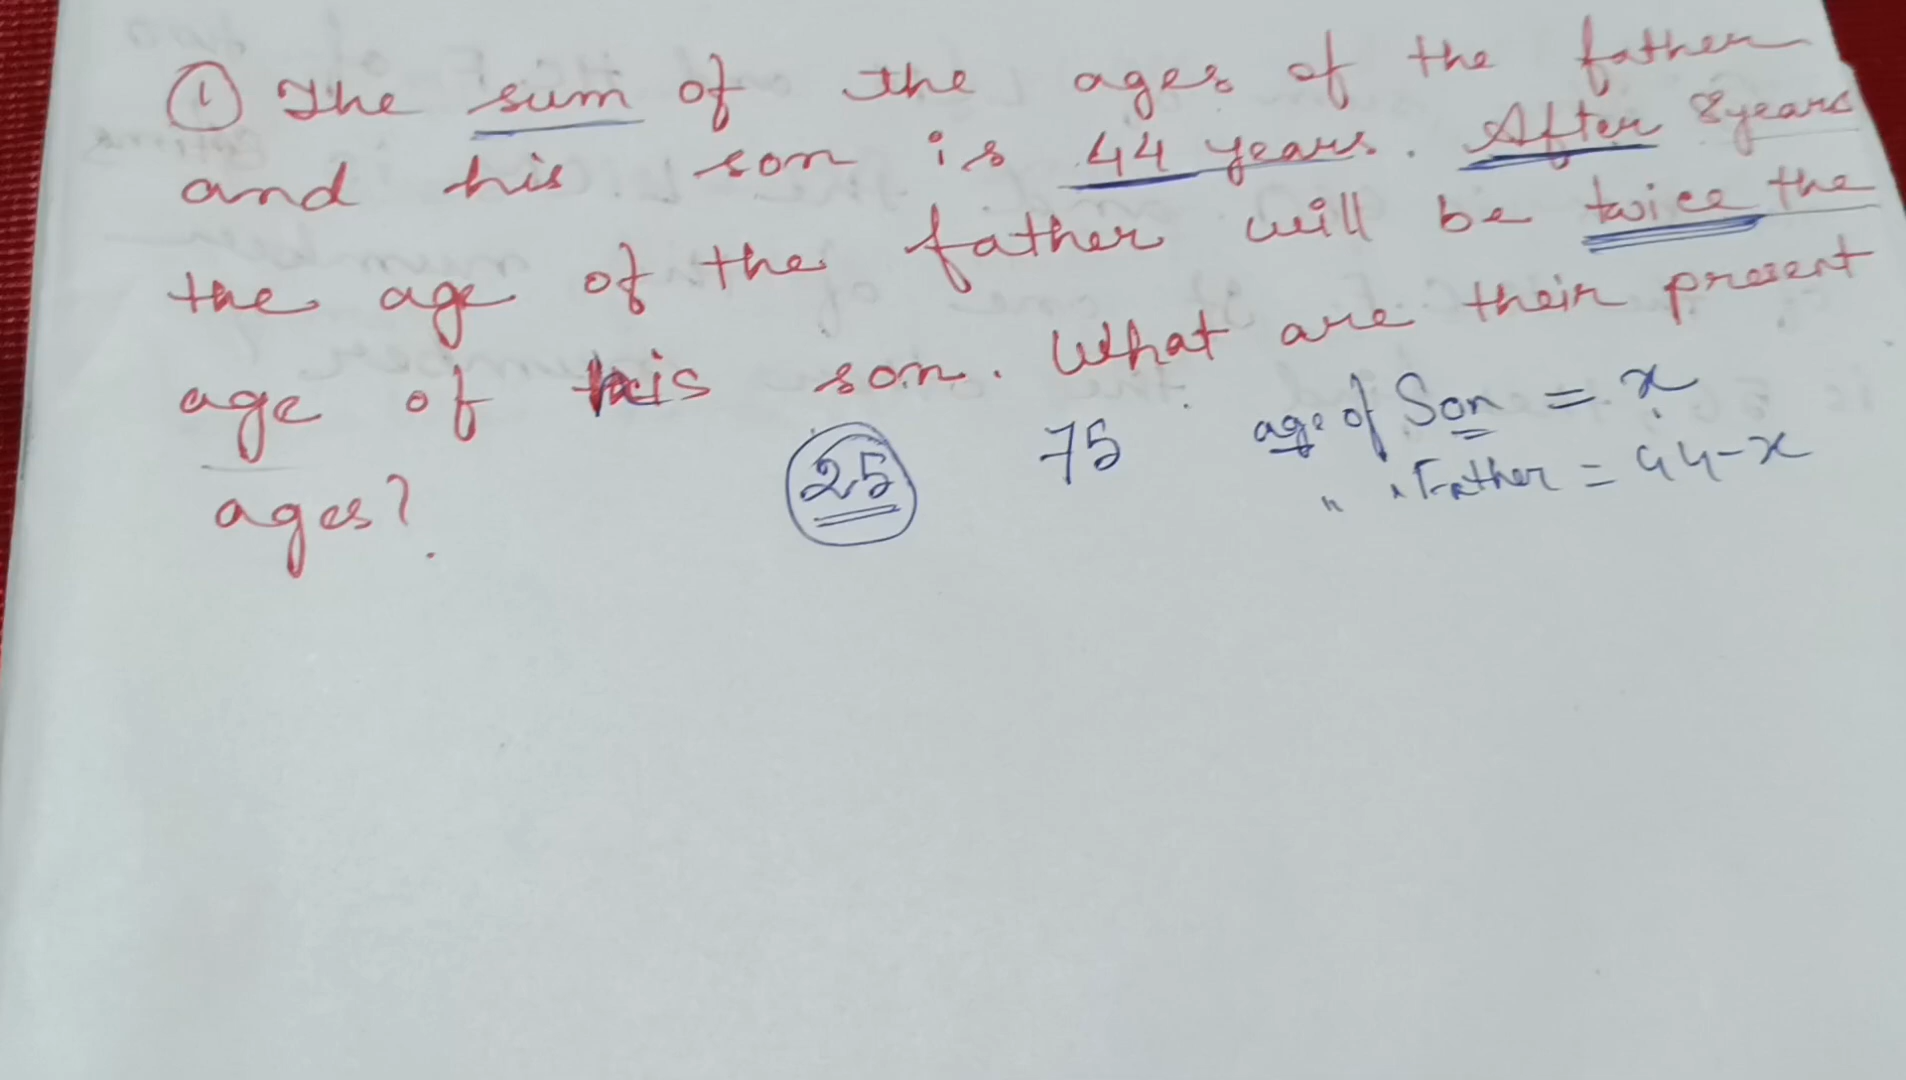 ① The sum of the ages of the father
and his son is 44 years. After 8 years
the age of the father will be twice the
age of his son. What are their present
ages?
25 75 age of Son = x
" " Father = 44-x